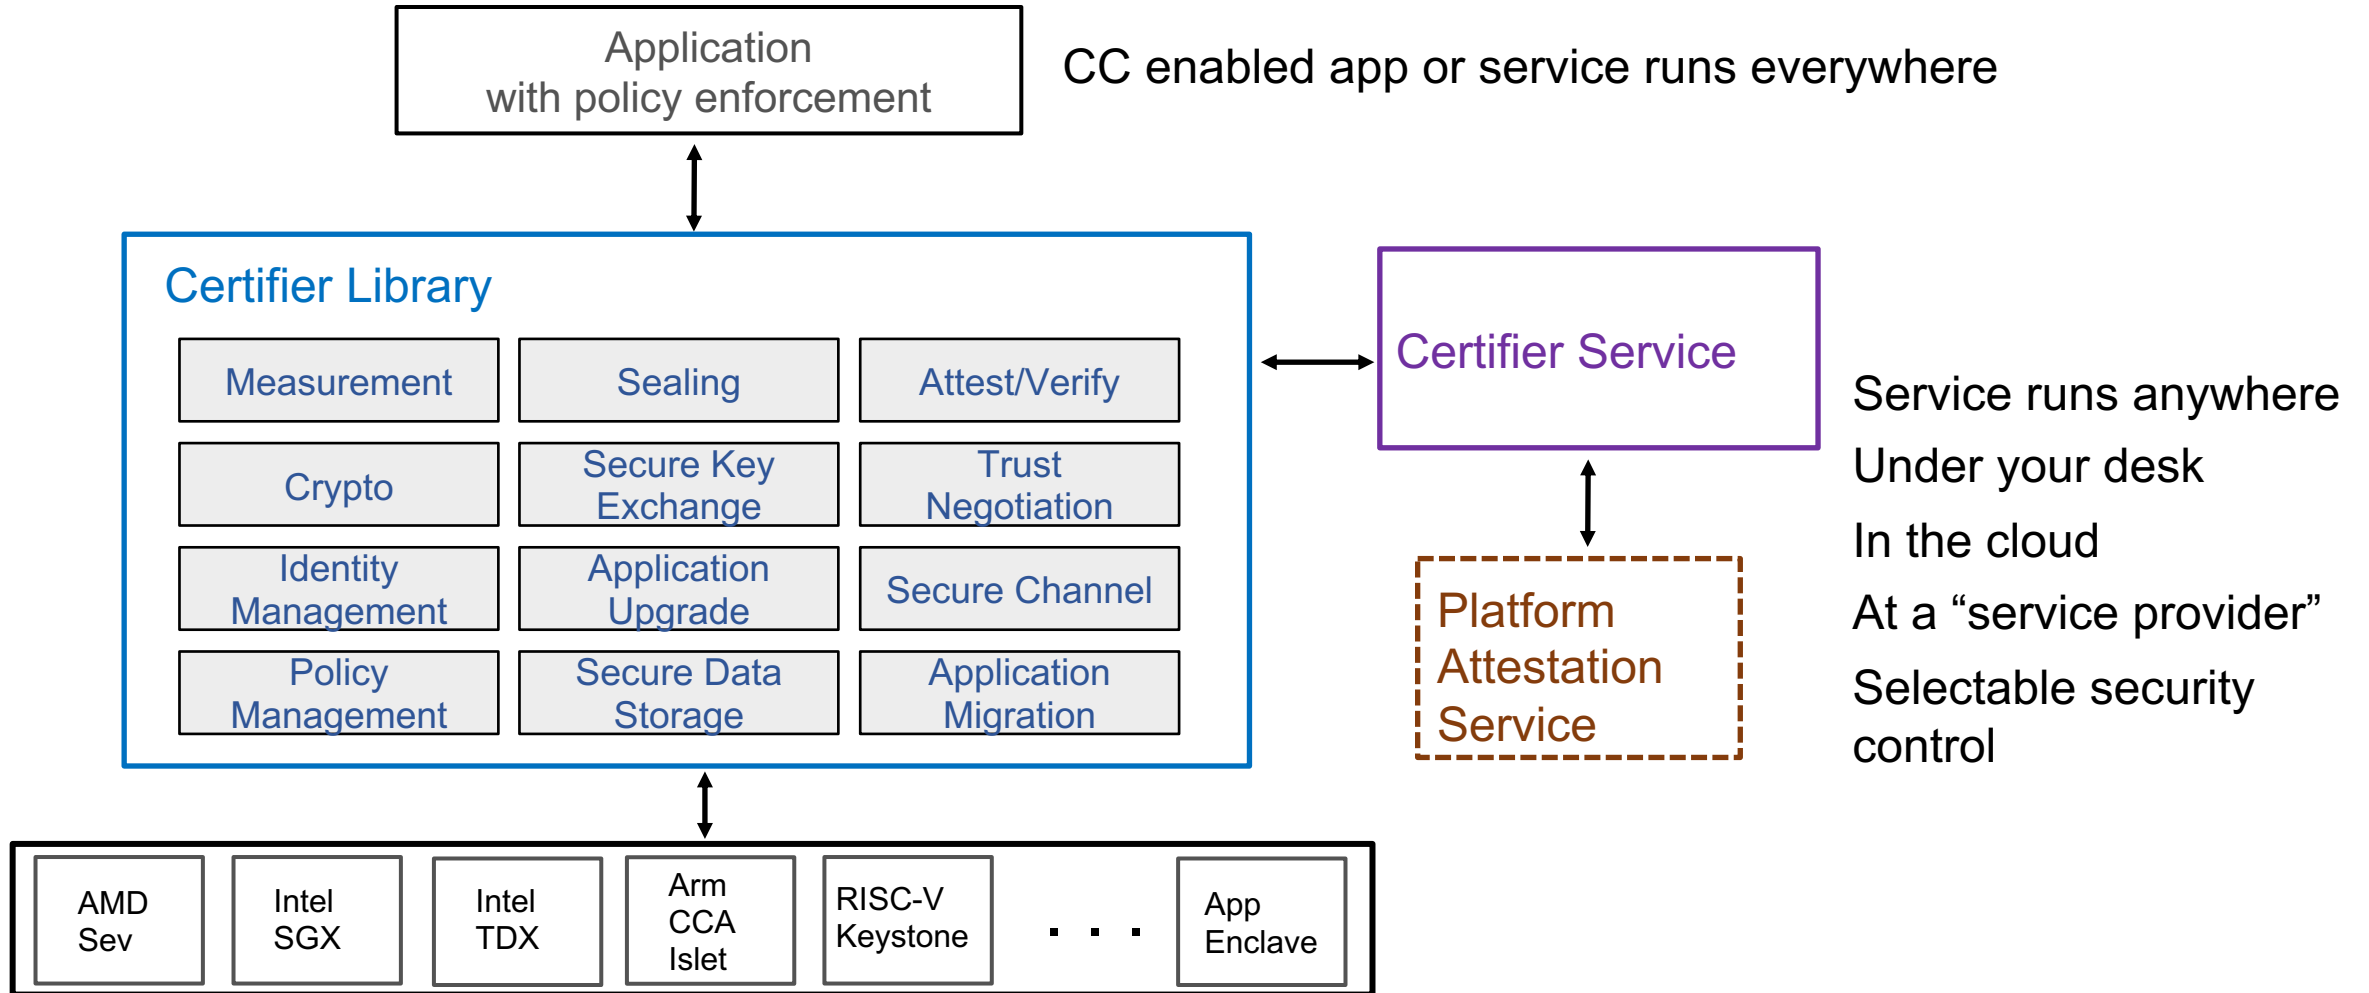 Application
with policy enforcement
CC enabled app or service runs everywhere
Certifier Library
Measurement
Sealing
Attest/Verify
Crypto
Secure Key
Exchange
Trust
Negotiation
Identity
Management
Application
Upgrade
Secure Channel
Policy
Management
Secure Data
Storage
Application
Migration
Certifier Service
Platform
Attestation
Service
Service runs anywhere
Under your desk
In the cloud
At a “service provider”
Selectable security
control
AMD
Sev
Intel
SGX
Intel
TDX
Arm
CCA
Islet
RISC-V
Keystone
. . .
App
Enclave